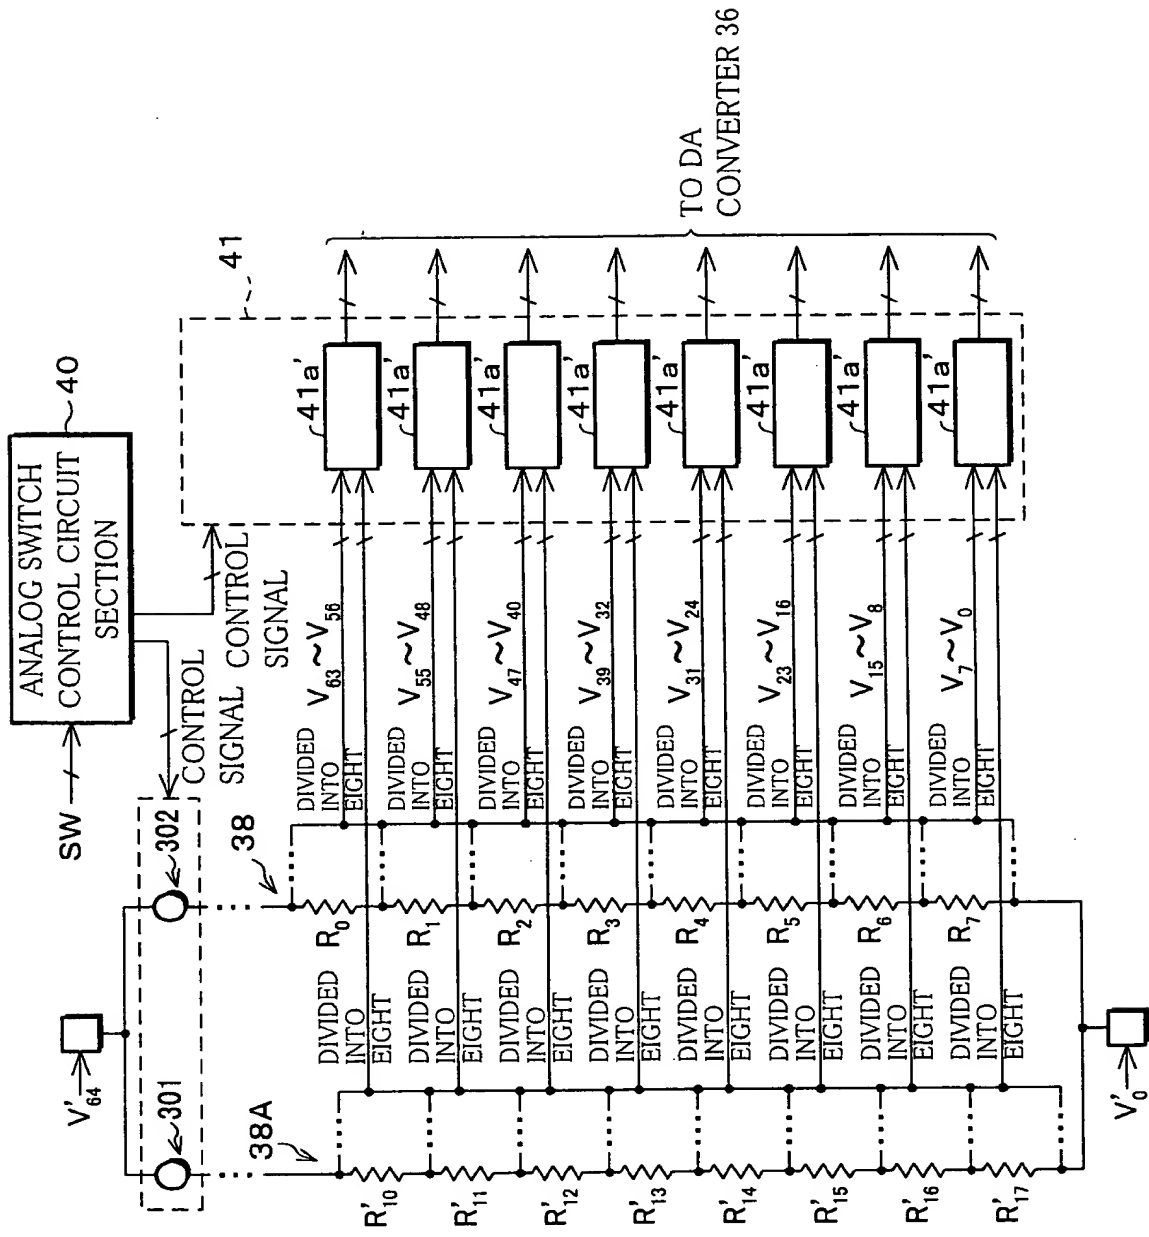 SW
ANALOG SWITCH
CONTROL CIRCUIT
SECTION
40
CONTROL
SIGNAL
CONTROL
SIGNAL
41
V'64
301
302
38A
38
DIVIDED
INTO
EIGHT
V63~V56
41a'
DIVIDED
INTO
EIGHT
V55~V48
41a'
DIVIDED
INTO
EIGHT
V47~V40
41a'
DIVIDED
INTO
EIGHT
V39~V32
41a'
DIVIDED
INTO
EIGHT
V31~V24
41a'
DIVIDED
INTO
EIGHT
V23~V16
41a'
DIVIDED
INTO
EIGHT
V15~V8
41a'
DIVIDED
INTO
EIGHT
V7~V0
41a'
R0
R1
R2
R3
R4
R5
R6
R7
DIVIDED
INTO
EIGHT
DIVIDED
INTO
EIGHT
DIVIDED
INTO
EIGHT
DIVIDED
INTO
EIGHT
DIVIDED
INTO
EIGHT
DIVIDED
INTO
EIGHT
DIVIDED
INTO
EIGHT
DIVIDED
INTO
EIGHT
R'10
R'11
R'12
R'13
R'14
R'15
R'16
R'17
V'0
TO DA
CONVERTER 36